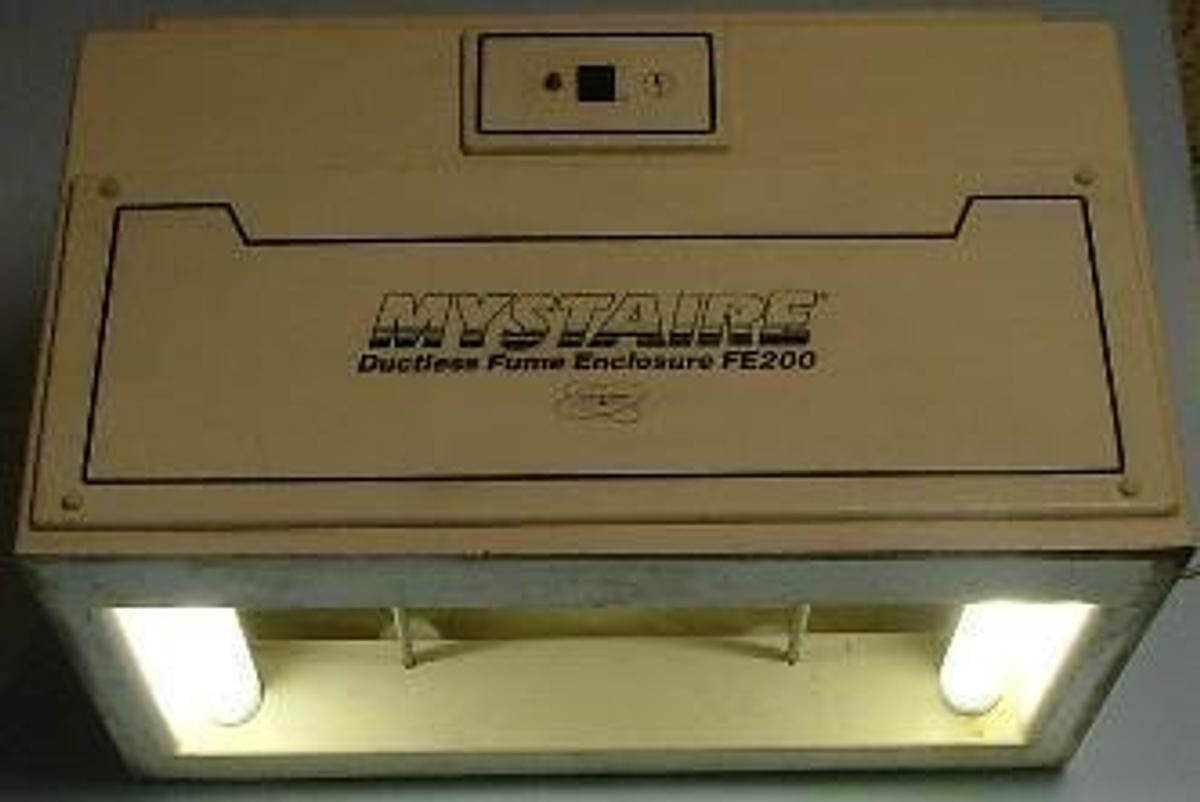 MYSTAIRE
Ductless Fume Enclosure FE200